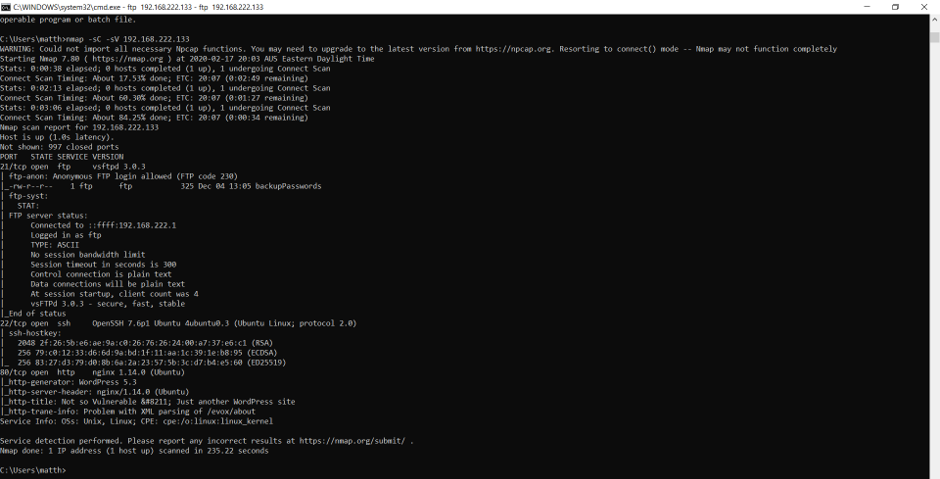 C:\WINDOWS\system32\cmd.exe - ftp 192.168.222.133 - ftp 192.168.222.133
operable program or batch file.
C:\Users\matth>nmap -sC -sV 192.168.222.133
WARNING: Could not import all necessary Npcap functions. You may need to upgrade to the latest version from https://npcap.org. Resorting to connect() mode -- Nmap may not function completely
Starting Nmap 7.80 ( https://nmap.org ) at 2020-02-17 20:03 AUS Eastern Daylight Time
Stats: 0:00:38 elapsed; 0 hosts completed (1 up), 1 undergoing Connect Scan
Connect Scan Timing: About 17.53% done; ETC: 20:07 (0:02:49 remaining)
Stats: 0:02:13 elapsed; 0 hosts completed (1 up), 1 undergoing Connect Scan
Connect Scan Timing: About 60.30% done; ETC: 20:07 (0:01:27 remaining)
Stats: 0:03:06 elapsed; 0 hosts completed (1 up), 1 undergoing Connect Scan
Connect Scan Timing: About 84.25% done; ETC: 20:07 (0:00:34 remaining)
Nmap scan report for 192.168.222.133
Host is up (1.0s latency).
Not shown: 997 closed ports
PORT   STATE SERVICE VERSION
21/tcp open  ftp     vsftpd 3.0.3
| ftp-anon: Anonymous FTP login allowed (FTP code 230)
|_-rw-r--r--    1 ftp      ftp           325 Dec 04 13:05 backupPasswords
| ftp-syst:
|   STAT:
| FTP server status:
|      Connected to ::ffff:192.168.222.1
|      Logged in as ftp
|      TYPE: ASCII
|      No session bandwidth limit
|      Session timeout in seconds is 300
|      Control connection is plain text
|      Data connections will be plain text
|      At session startup, client count was 4
|      vsFTPd 3.0.3 - secure, fast, stable
|_End of status
22/tcp open  ssh     OpenSSH 7.6p1 Ubuntu 4ubuntu0.3 (Ubuntu Linux; protocol 2.0)
| ssh-hostkey:
|   2048 2f:26:5b:e6:ae:9a:c0:26:76:26:24:00:a7:37:e6:c1 (RSA)
|   256 79:c0:12:33:d6:6d:9a:bd:1f:11:aa:1c:39:1e:b8:95 (ECDSA)
|_  256 83:27:d3:79:d0:8b:6a:2a:23:57:5b:3c:d7:b4:e5:60 (ED25519)
80/tcp open  http    nginx 1.14.0 (Ubuntu)
|_http-generator: WordPress 5.3
|_http-server-header: nginx/1.14.0 (Ubuntu)
|_http-title: Not so Vulnerable &#8211; Just another WordPress site
|_http-trane-info: Problem with XML parsing of /evox/about
Service Info: OSs: Unix, Linux; CPE: cpe:/o:linux:linux_kernel
Service detection performed. Please report any incorrect results at https://nmap.org/submit/ .
Nmap done: 1 IP address (1 host up) scanned in 235.22 seconds
C:\Users\matth>